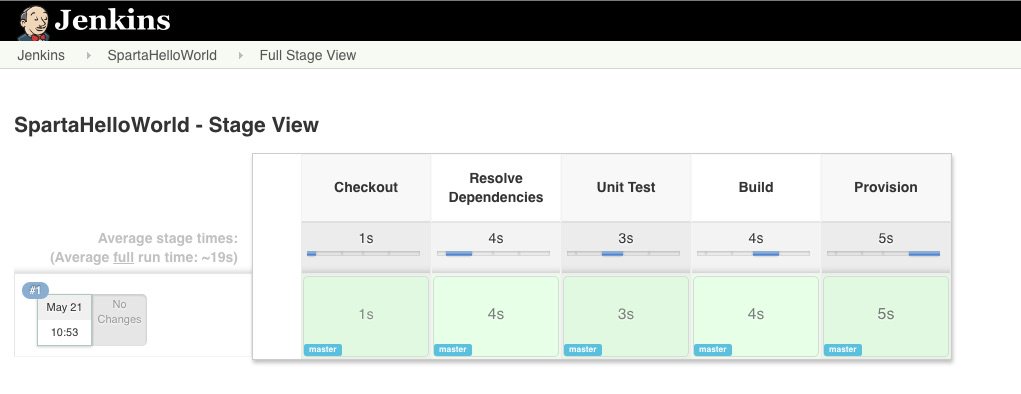 Jenkins
Jenkins SpartaHelloWorld Full Stage View
SpartaHelloWorld - Stage View
Checkout
Resolve
Dependencies
Unit Test
Build
Provision
Average stage times:
(Average full run time: ~19s)
1s
4s
3s
4s
5s
#1
May 21
10:53
No
Changes
1s
master
4s
master
3s
master
4s
master
5s
master